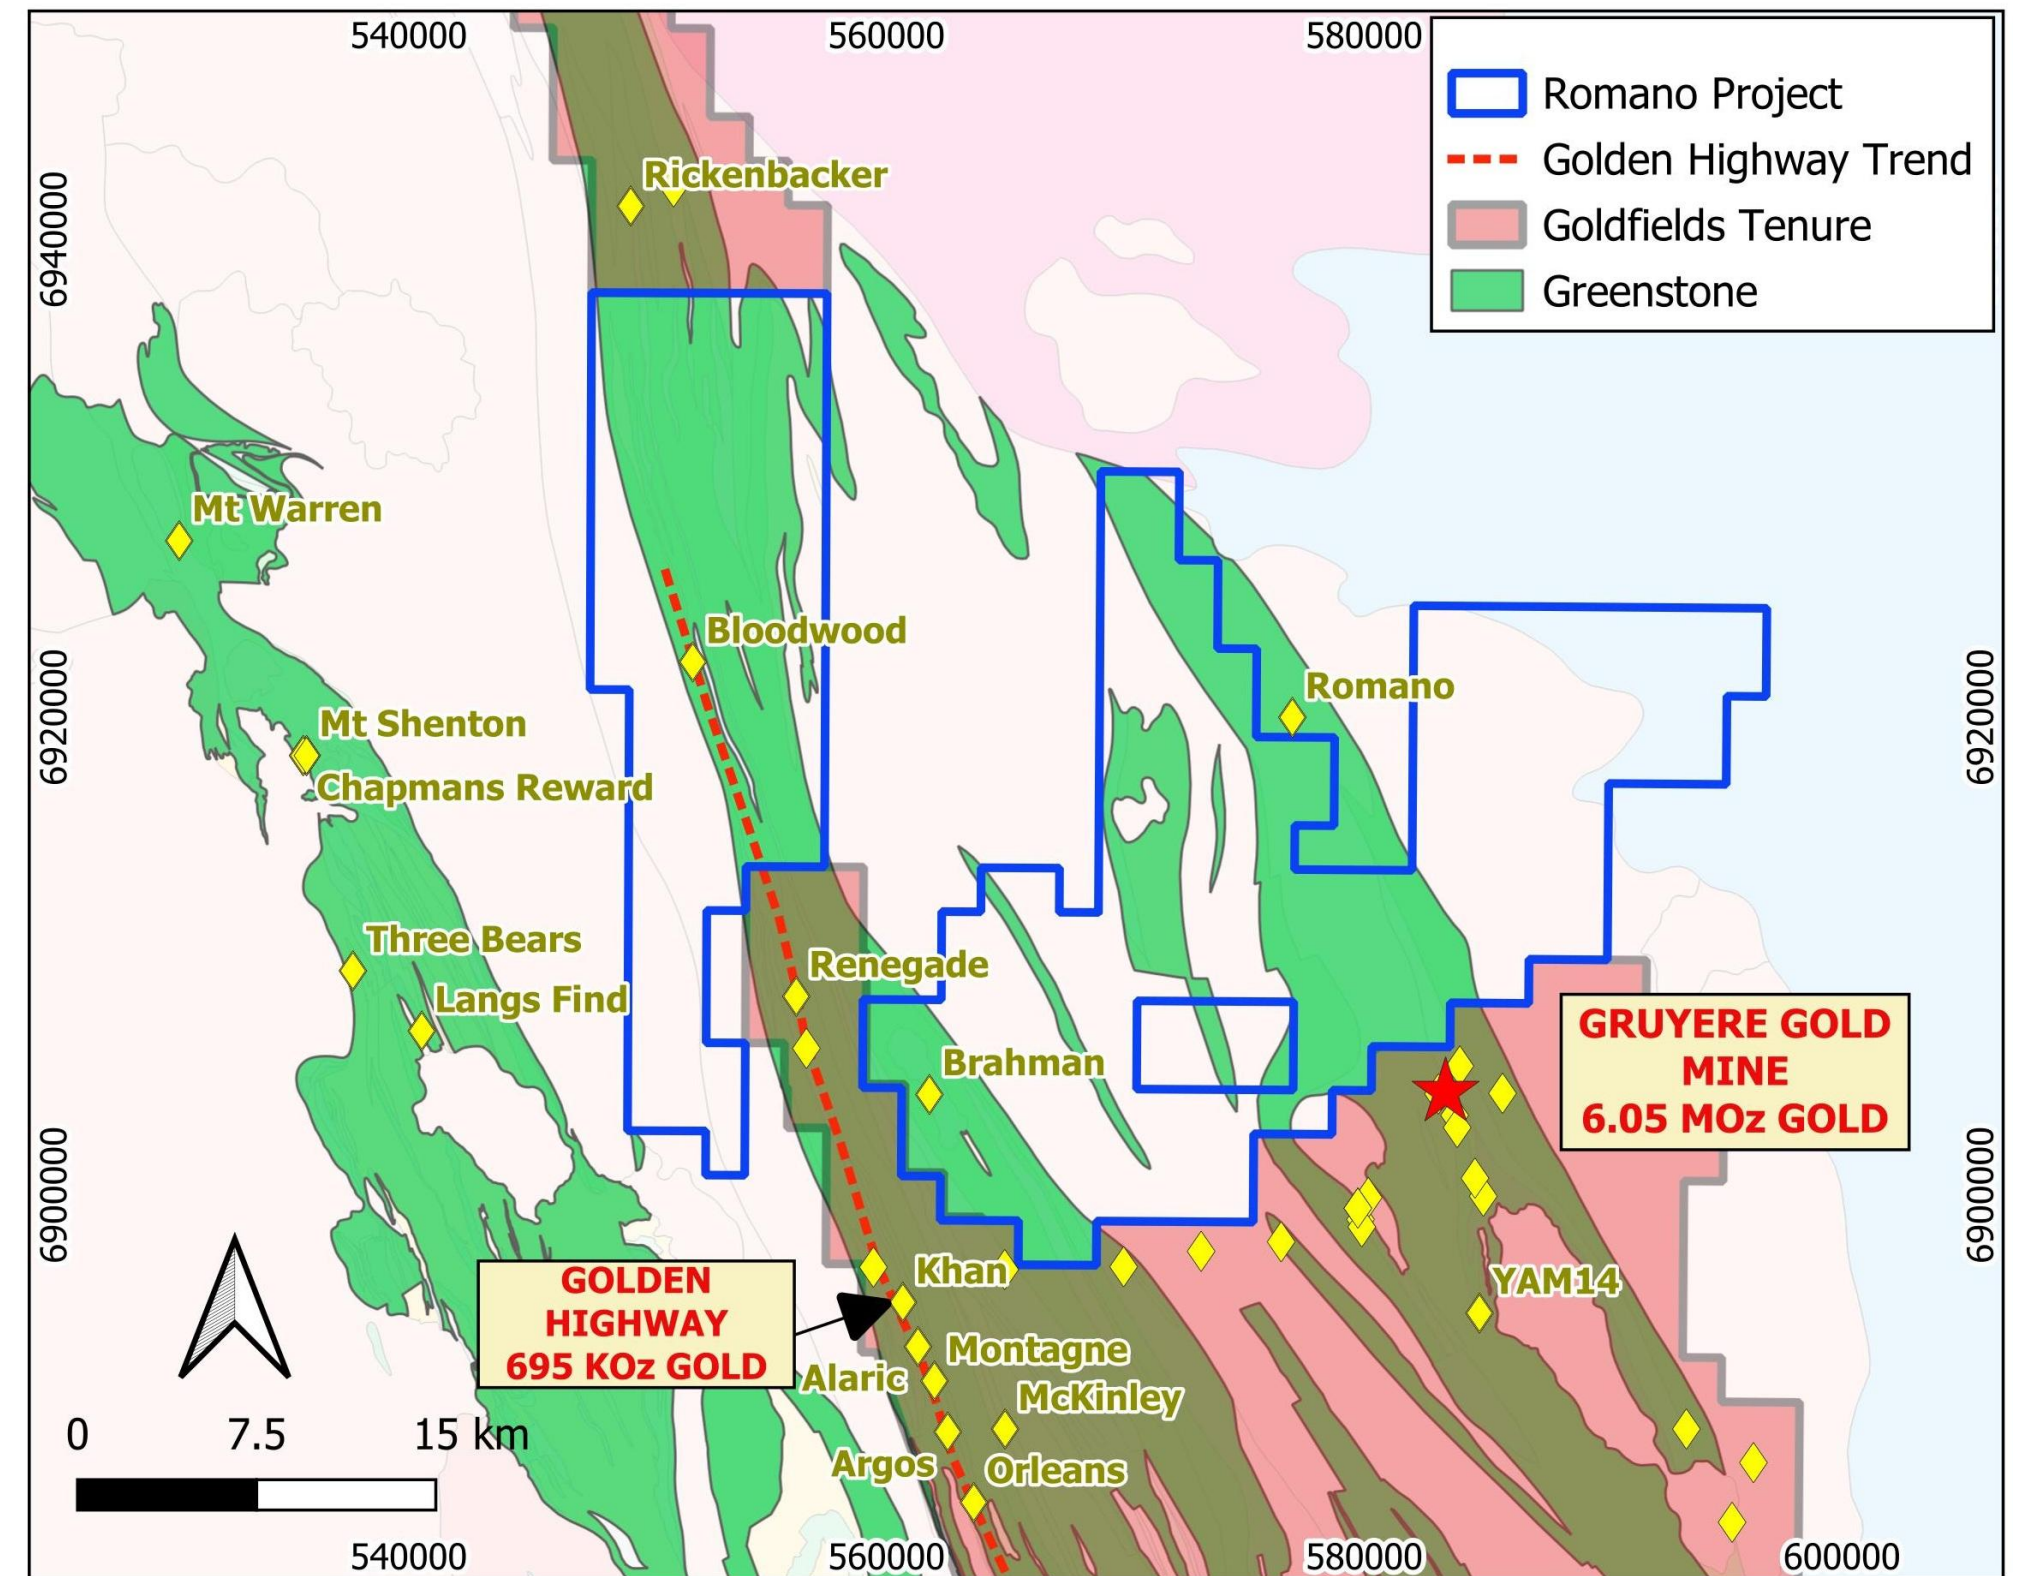 540000
560000
580000
Romano Project
Golden Highway Trend
Goldfields Tenure
Greenstone
6940000
Rickenbacker
Mt Warren
Bloodwood
Romano
6920000
6920000
Mt Shenton
Chapmans Reward
Three Bears
Renegade
Langs Find
GRUYERE GOLD
MINE
6.05 MOz GOLD
Brahman
6900000
6900000
Khan
YAM14
GOLDEN
HIGHWAY
695 KOz GOLD
Montagne
Alaric
McKinley
0
7.5
15 km
Argos
Orleans
540000
560000
580000
600000